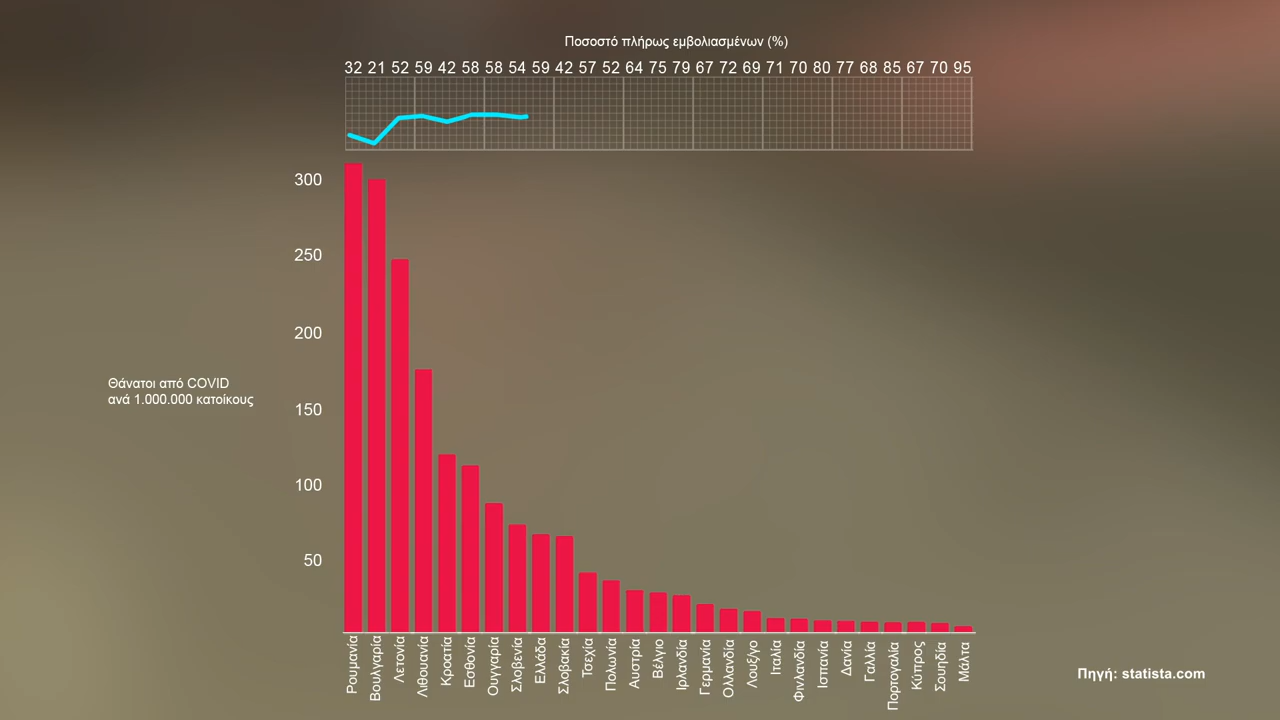 Ποσοστό πλήρως εμβολιασμένων (%)
32 21 52 59 42 58 58 54 59 42 57 52 64 75 79 67 72 69 71 70 80 77 68 85 67 70 95
300
250
200
Θάνατοι από COVID
ανά 1.000.000 κατοίκους
150
100
50
Ρουμανία Βουλγαρία Λετονία Λιθουανία Κροατία Εσθονία Ουγγαρία Σλοβενία Ελλάδα Σλοβακία Τσεχία Πολωνία Αυστρία Βέλγιο Ιρλανδία Γερμανία Ολλανδία Λουξ/γο Ιταλία Φινλανδία Ισπανία Δανία Γαλλία Πορτογαλία Κύπρος Σουηδία Μάλτα
Πηγή: statista.com